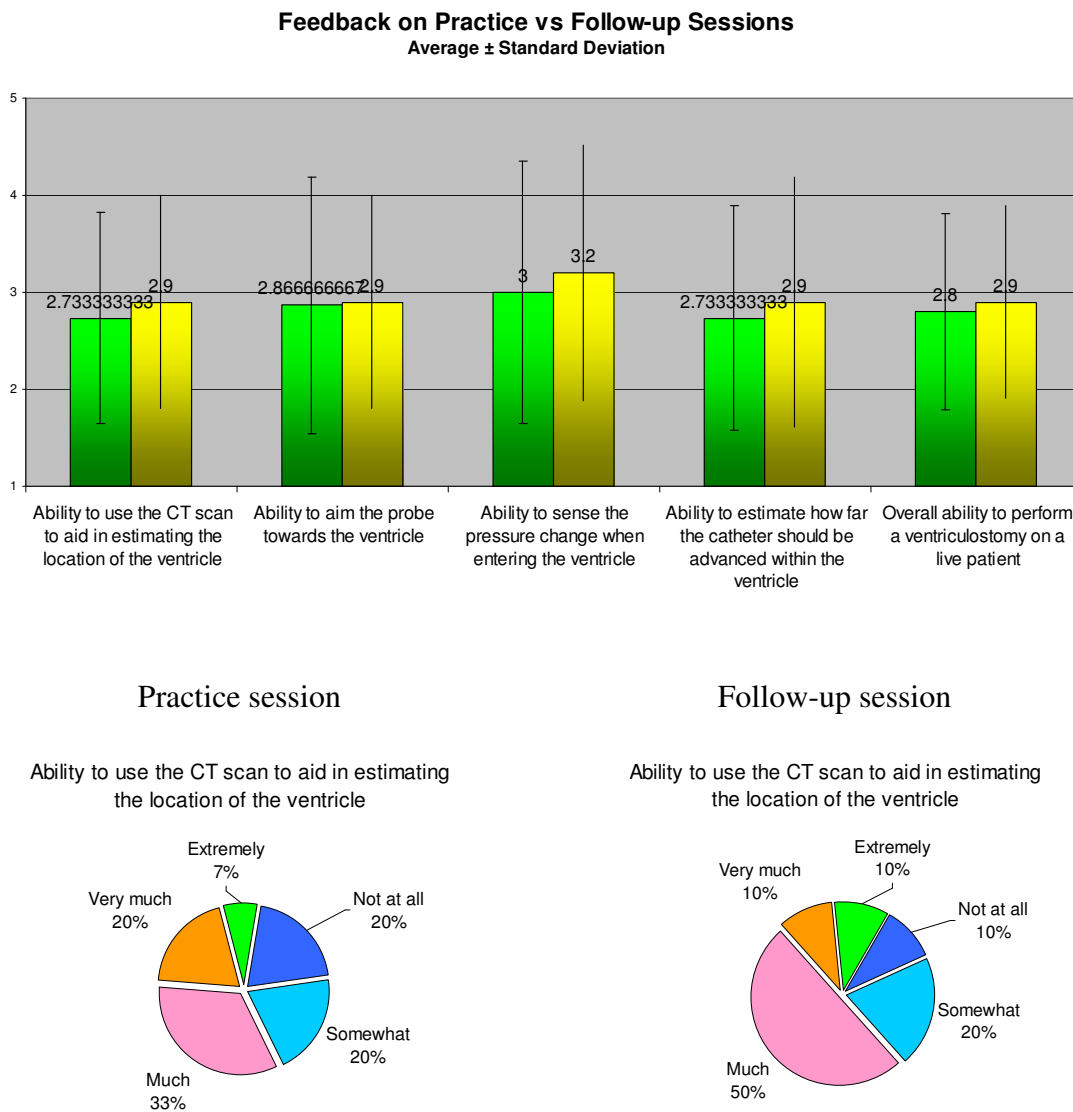 Feedback on Practice vs Follow-up Sessions
Average ± Standard Deviation
5
4
3
2
1
2.733333333
2.9
2.866666667
2.9
3
3.2
2.733333333
2.9
2.8
2.9
Ability to use the CT scan
to aid in estimating the
location of the ventricle
Ability to aim the probe
towards the ventricle
Ability to sense the
pressure change when
entering the ventricle
Ability to estimate how far
the catheter should be
advanced within the
ventricle
Overall ability to perform
a ventriculostomy on a
live patient
Practice session
Ability to use the CT scan to aid in estimating
the location of the ventricle
Extremely
7%
Very much
20%
Not at all
20%
Somewhat
20%
Much
33%
Follow-up session
Ability to use the CT scan to aid in estimating
the location of the ventricle
Extremely
10%
Very much
10%
Not at all
10%
Somewhat
20%
Much
50%